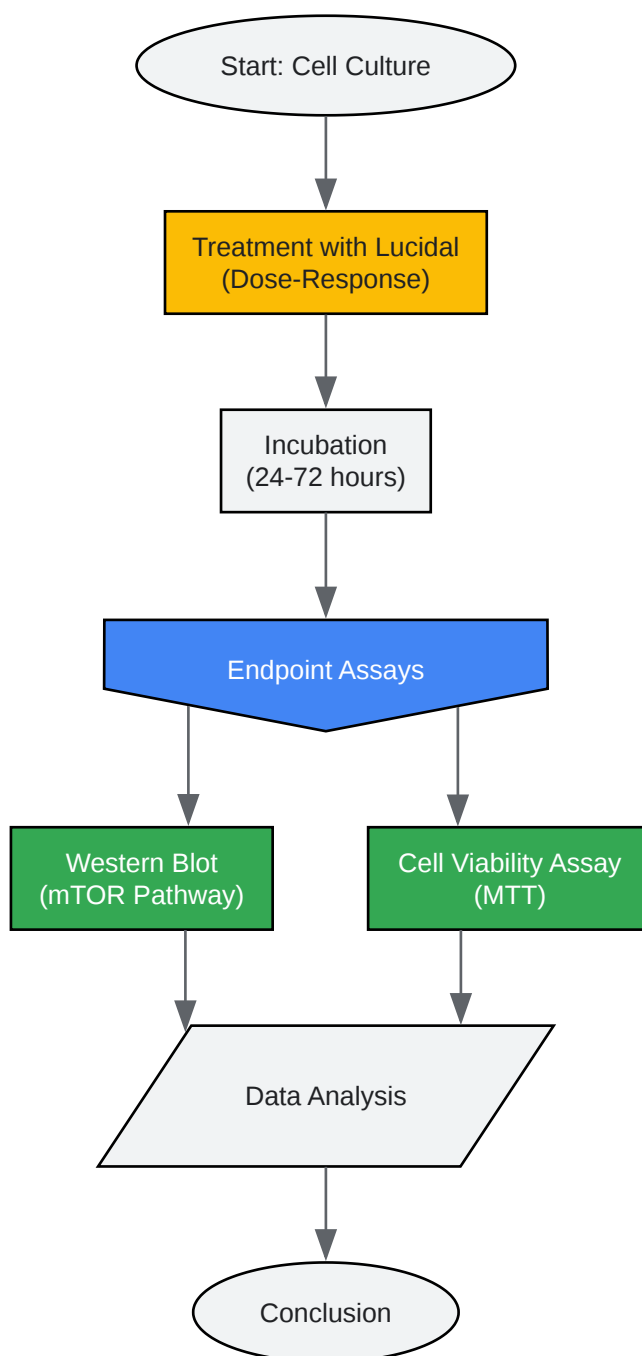 Start: Cell Culture
Treatment with Lucidal
(Dose-Response)
Incubation
(24-72 hours)
Endpoint Assays
Western Blot
(mTOR Pathway)
Cell Viability Assay
(MTT)
Data Analysis
Conclusion